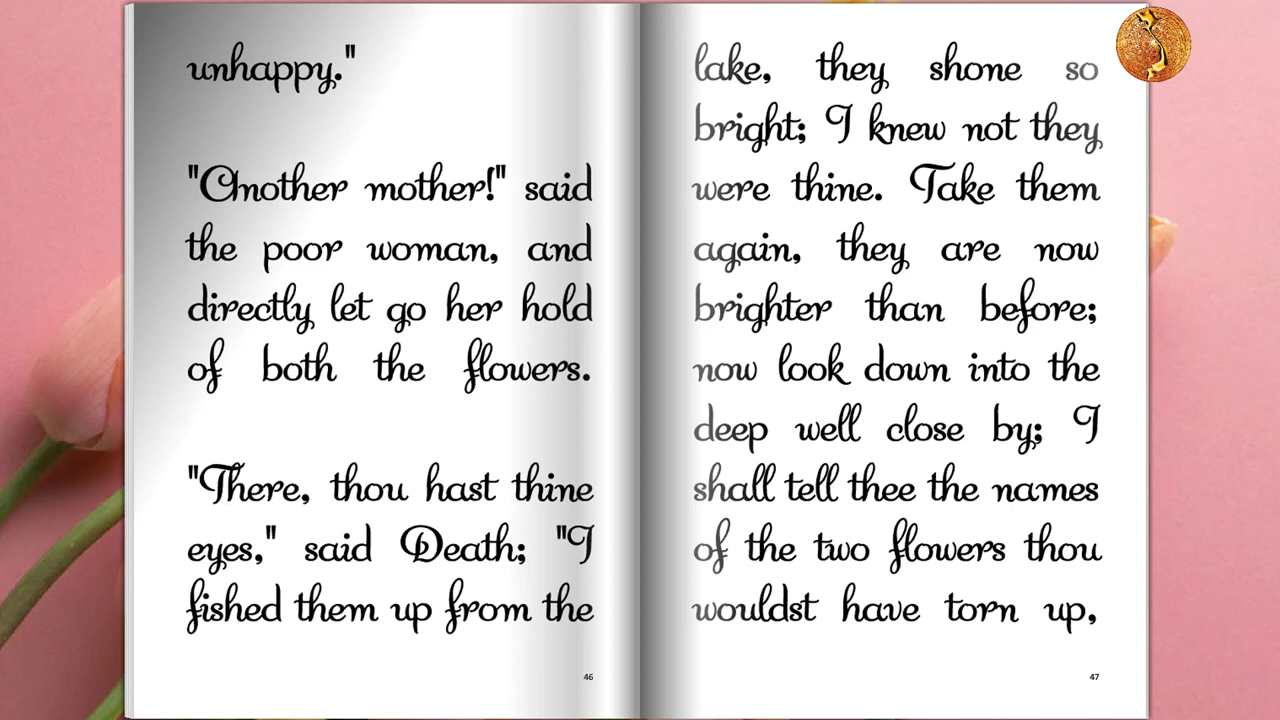 unhappy."
"Another mother!" said
the poor woman, and
directly let go her hold
of both the flowers.
"There, thou hast thine
eyes," said Death; "I
fished them up from the
46
lake, they shone so
bright; I knew not they
were thine. Take them
again, they are now
brighter than before;
now look down into the
deep well close by; I
shall tell thee the names
of the two flowers thou
wouldst have torn up,
47